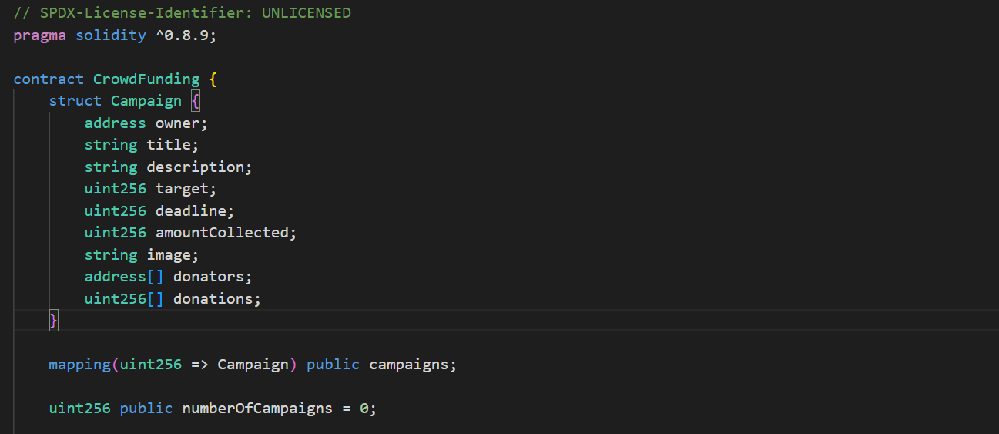 // SPDX-License-Identifier: UNLICENSED
pragma solidity ^0.8.9;
contract CrowdFunding {
struct Campaign {
address owner;
string title;
string description;
uint256 target;
uint256 deadline;
uint256 amountCollected;
string image;
address[] donators;
uint256[] donations;
}
mapping(uint256 => Campaign) public campaigns;
uint256 public numberOfCampaigns = 0;